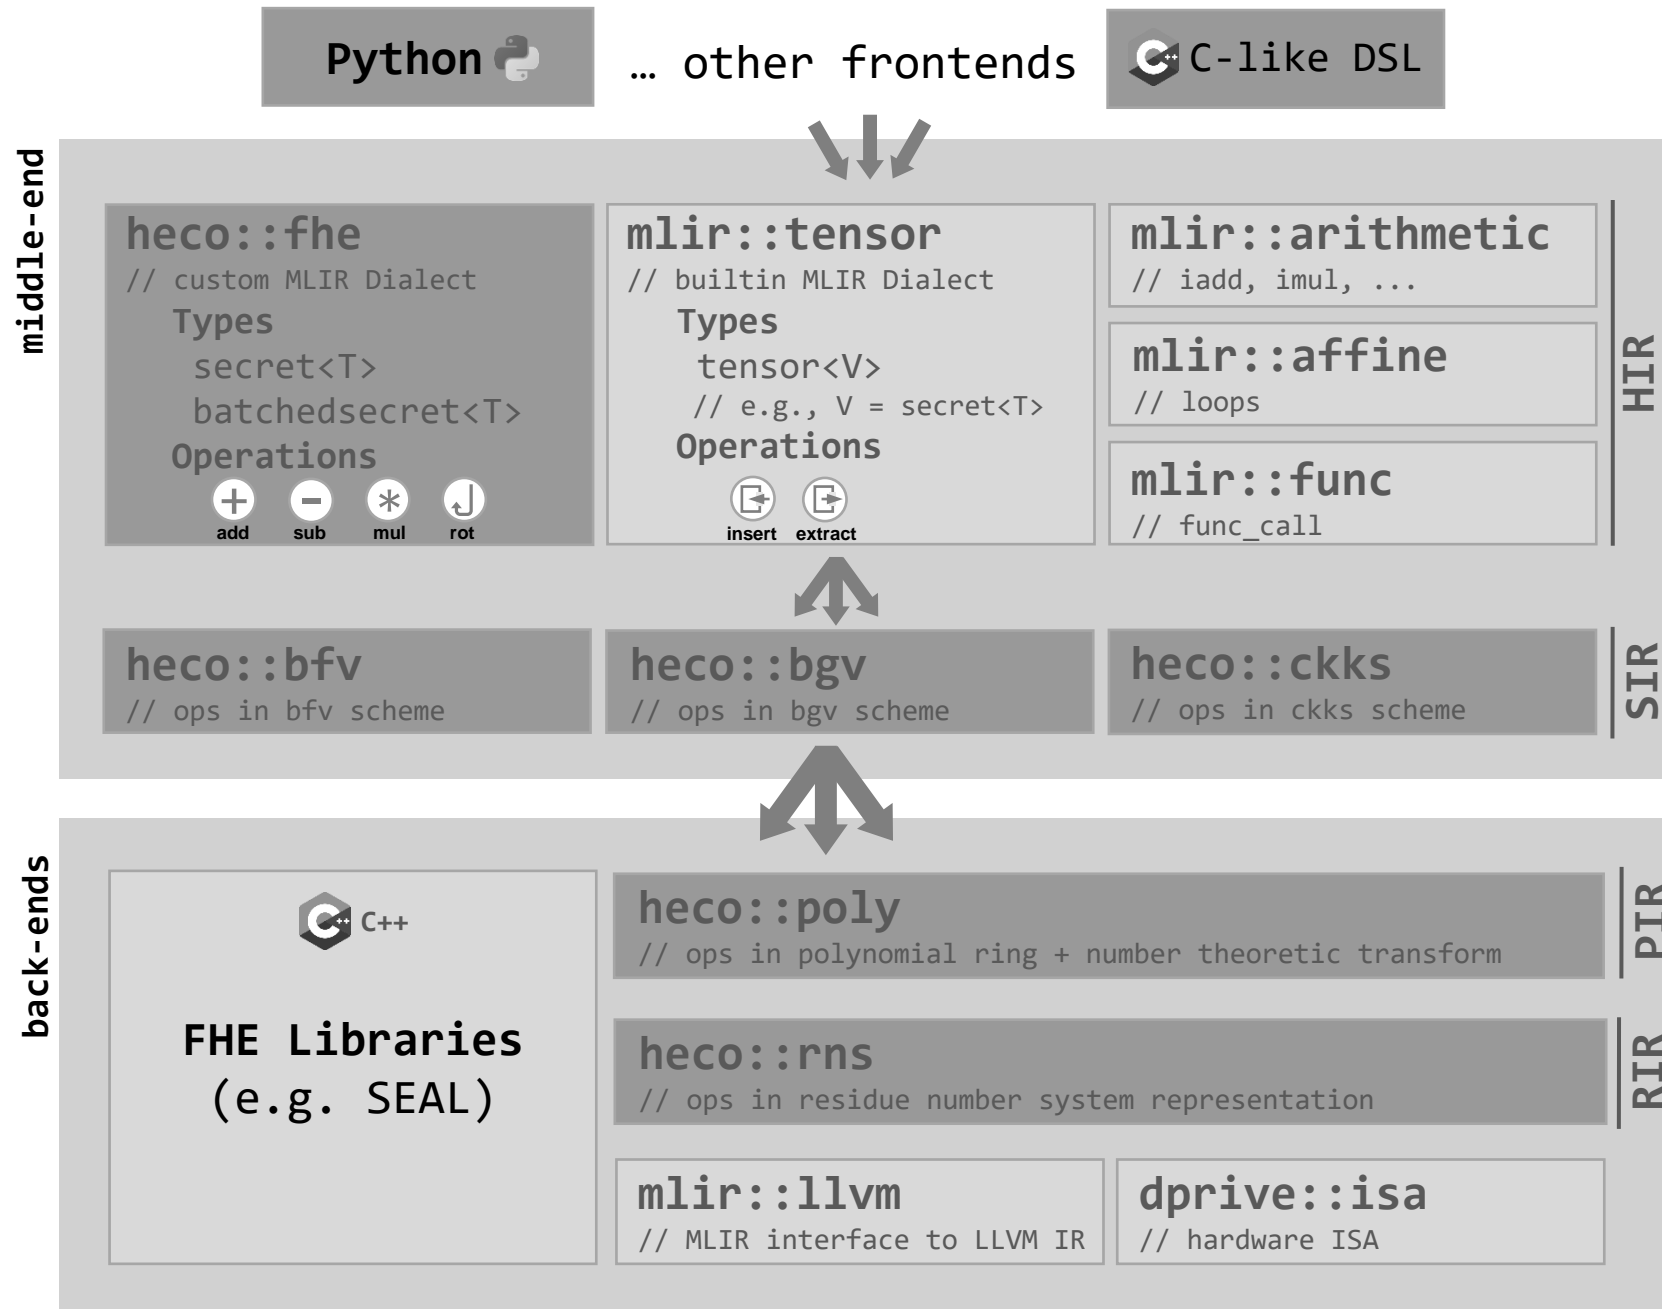 Python
… other frontends
C-like DSL
middle-end
heco::fhe
// custom MLIR Dialect
Types
secret<T>
batchedsecret<T>
Operations
+ - * 
add sub mul rot
mlir::tensor
// builtin MLIR Dialect
Types
tensor<V>
// e.g., V = secret<T>
Operations
insert extract
mlir::arithmetic
// iadd, imul, ...
mlir::affine
// loops
mlir::func
// func_call
HIR
heco::bfv
// ops in bfv scheme
heco::bgv
// ops in bgv scheme
heco::ckks
// ops in ckks scheme
SIR
back-ends
C++
C++
FHE Libraries
(e.g. SEAL)
heco::poly
// ops in polynomial ring + number theoretic transform
PIR
heco::rns
// ops in residue number system representation
RIR
mlir::llvm
// MLIR interface to LLVM IR
dprive::isa
// hardware ISA